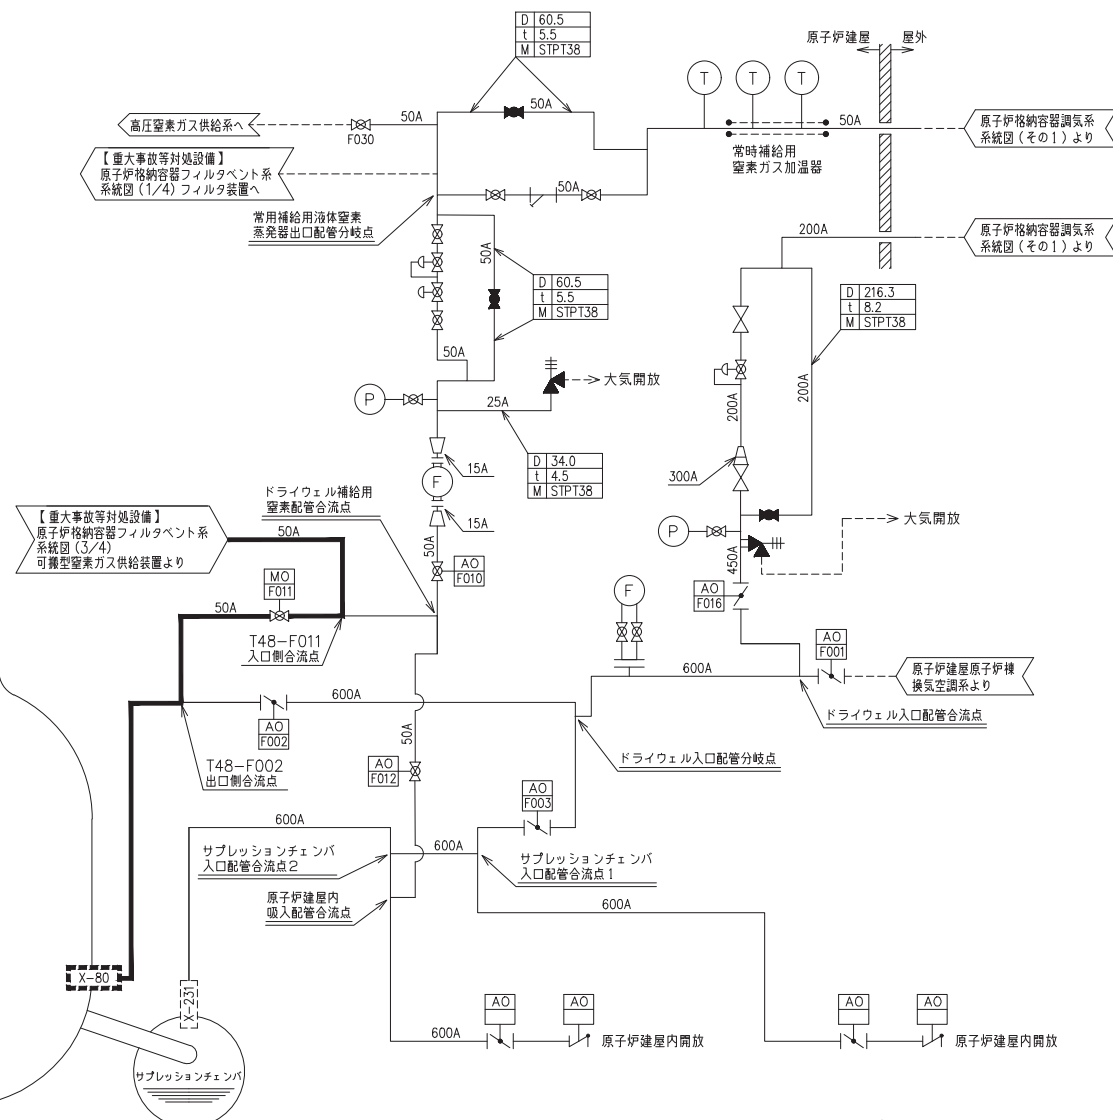 D 60.5
t 5.5
M STPT38
原子炉建屋 屋外
T T T
高圧窒素ガス供給系へ
F030
50A
50A
50A
原子炉格納容器調気系
系統図(その1)より
【重大事故等対処設備】
原子炉格納容器フィルタベント系
系統図(1/4)フィルタ装置へ
常時補給用
窒素ガス加温器
50A
常用補給用液体窒素
蒸発器出口配管分岐点
200A
原子炉格納容器調気系
系統図(その1)より
50A
D 60.5
t 5.5
M STPT38
D 216.3
t 8.2
M STPT38
50A
大気開放
200A
200A
P
25A
D 34.0
t 4.5
M STPT38
15A
F
300A
ドライウェル補給用
窒素配管合流点
15A
【重大事故等対処設備】
原子炉格納容器フィルタベント系
系統図(3/4)
可搬型窒素ガス供給装置より
50A
50A
P
大気開放
450A
AO
F010
MO
F011
50A
AO
F016
F
T48-F011
入口側合流点
AO
F001
600A
原子炉建屋原子炉棟
換気空調系より
600A
AO
F002
ドライウェル入口配管合流点
50A
T48-F002
出口側合流点
AO
F012
ドライウェル入口配管分岐点
AO
F003
600A
サプレッションチェンバ
入口配管合流点2
600A
サプレッションチェンバ
入口配管合流点1
原子炉建屋内
吸入配管合流点
600A
X-80
X-231
AO
AO
600A
原子炉建屋内開放
AO
AO
原子炉建屋内開放
サプレッションチェンバ